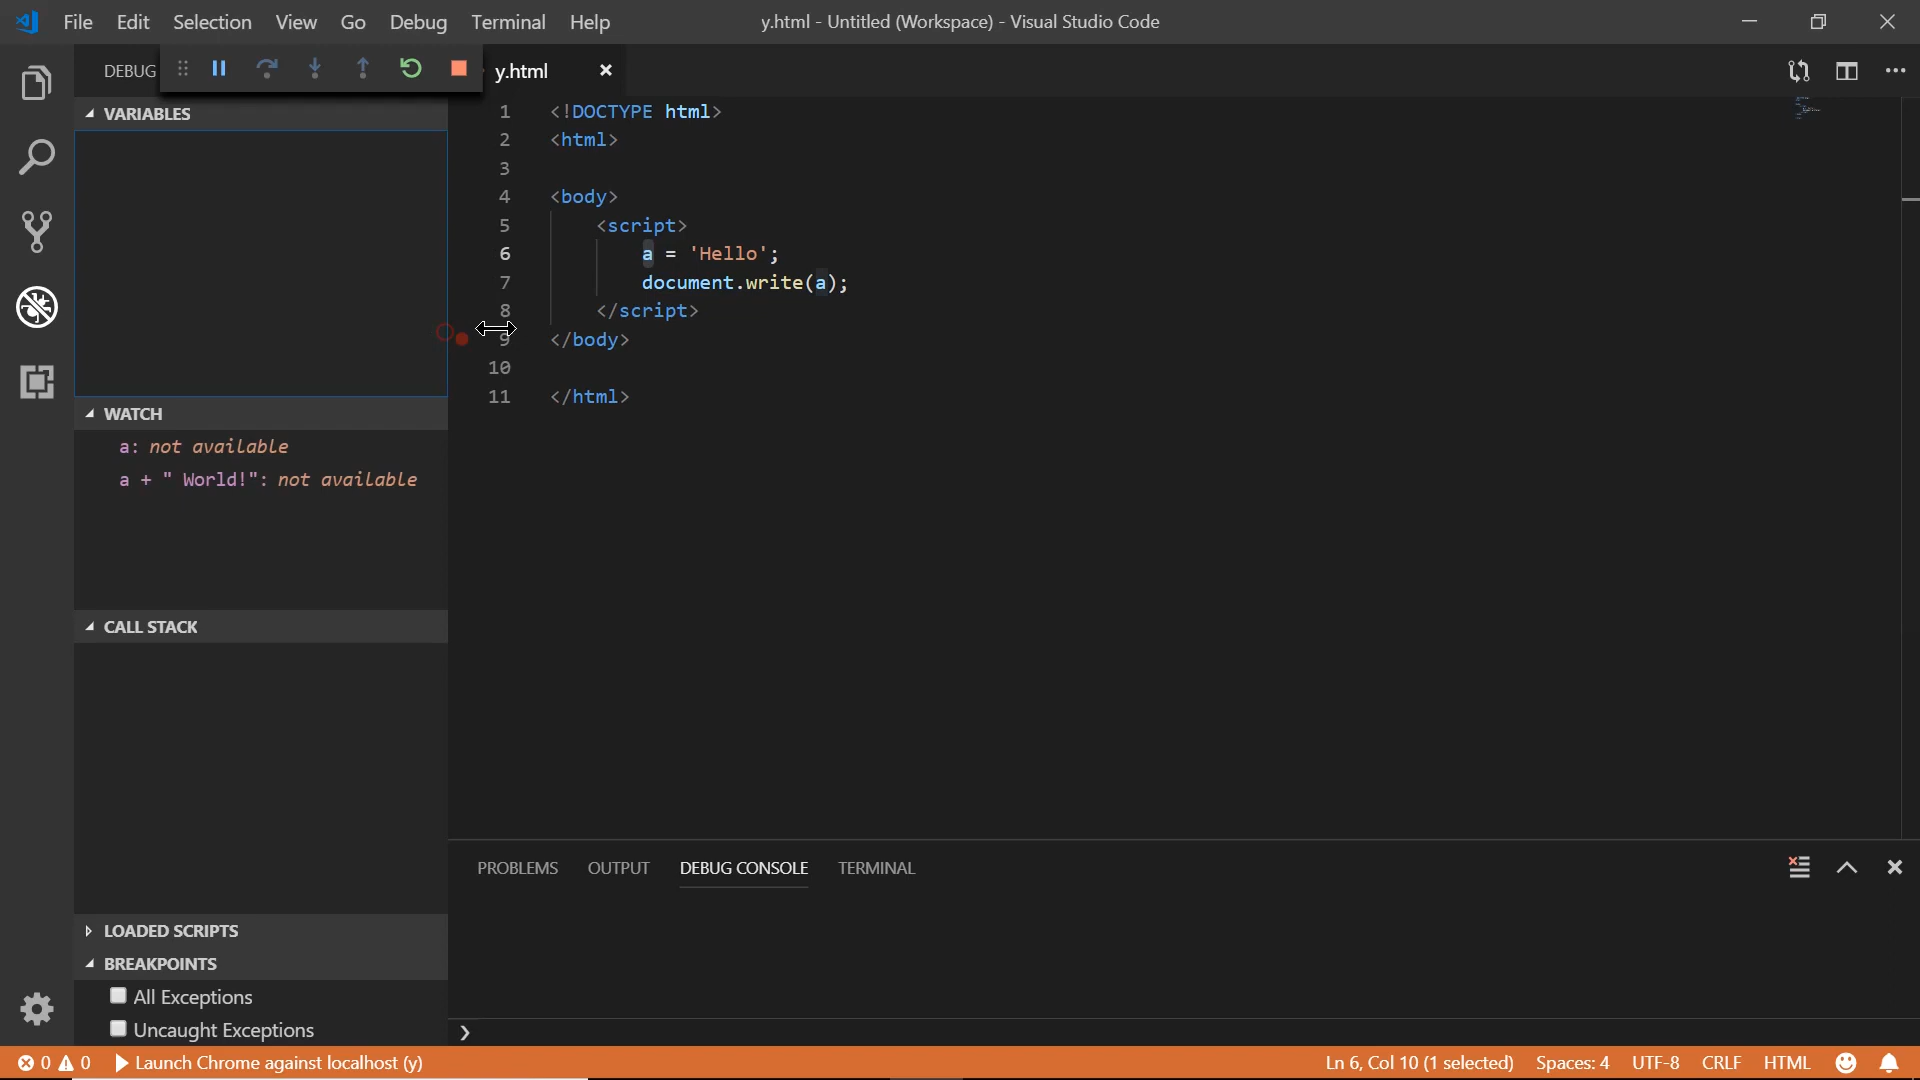 File Edit Selection View Go Debug Terminal Help
y.html - Untitled (Workspace) - Visual Studio Code
DEBUG
y.html
VARIABLES
WATCH
a: not available
a + " World!": not available
CALL STACK
LOADED SCRIPTS
BREAKPOINTS
All Exceptions
Uncaught Exceptions
1 <!DOCTYPE html>
2 <html>
3
4 <body>
5 <script>
6 a = 'Hello';
7 document.write(a);
8 </script>
9 </body>
10
11 </html>
PROBLEMS OUTPUT DEBUG CONSOLE TERMINAL
0 0 Launch Chrome against localhost (y)
Ln 6, Col 10 (1 selected) Spaces: 4 UTF-8 CRLF HTML